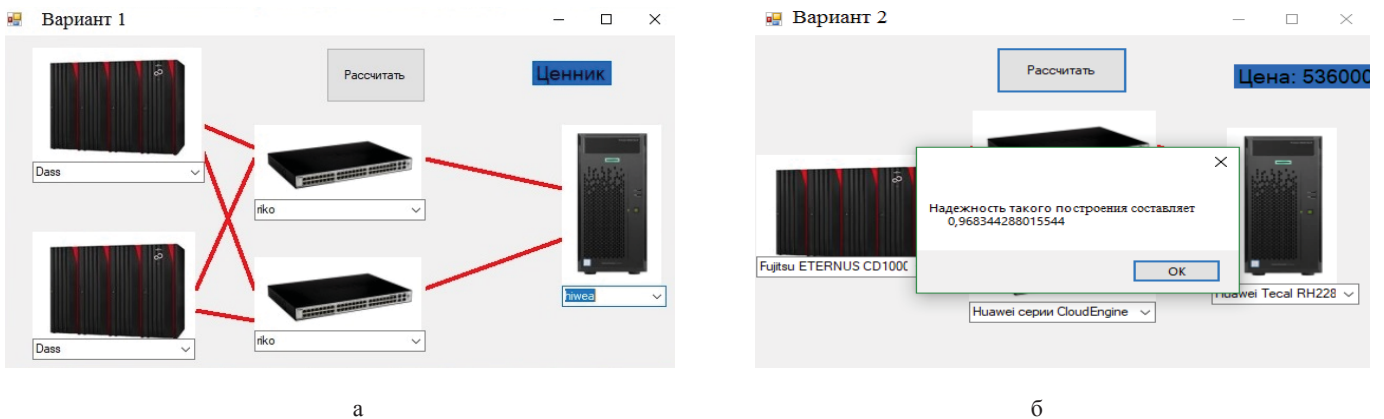 Вариант 1
Рассчитать
Ценник
Dass
riko
hiwea
Dass
riko
а
Вариант 2
Рассчитать
Цена: 536000
Надежность такого построения составляет
0,968344288015544
OK
Fujitsu ETERNUS CD1000
Huawei Tecal RH228
Huawei серии CloudEngine
б